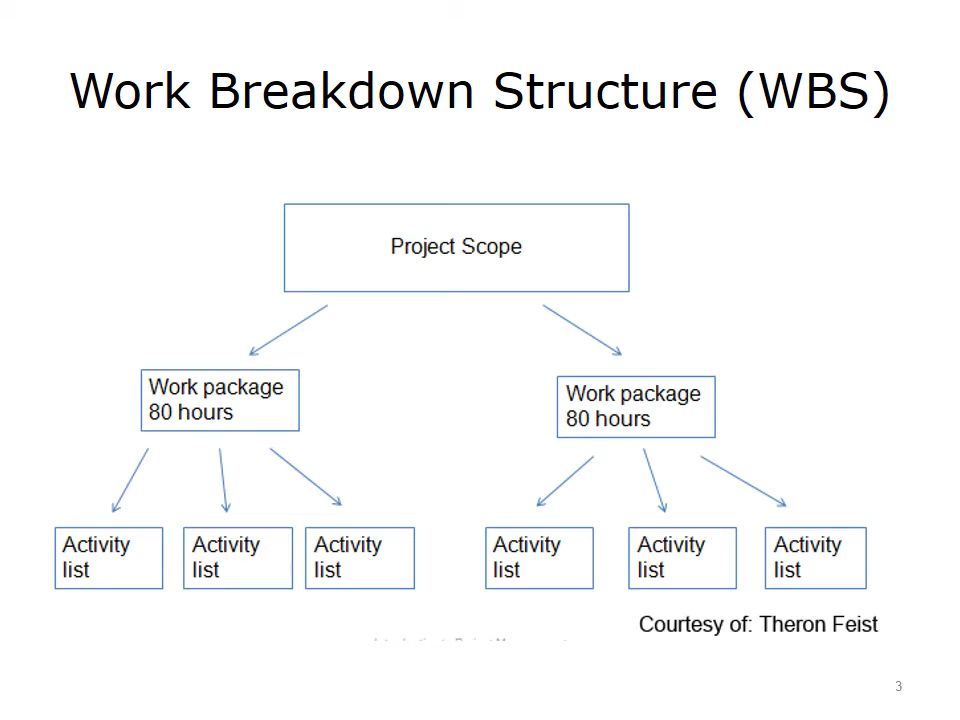 Work Breakdown Structure (WBS)
Project Scope
Work package
80 hours
Work package
80 hours
Activity
list
Activity
list
Activity
list
Activity
list
Activity
list
Activity
list
Courtesy of: Theron Feist
3